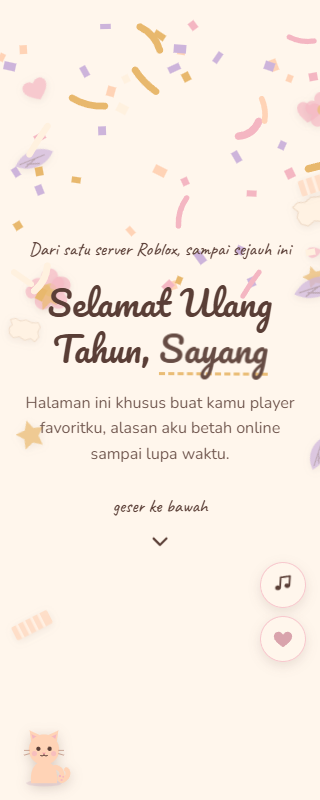 Dari satu server Roblox, sampai sejauh ini
Selamat Ulang
Tahun, Sayang
Halaman ini khusus buat kamu player
favoritku, alasan aku betah online
sampai lupa waktu.
geser ke bawah